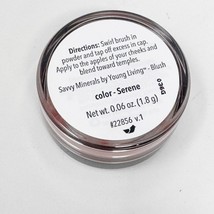 Directions: Swirl brush in
powder and tap off excess in cap.
Apply to the apples of your cheeks and
blend toward temples.
Savvy Minerals by Young Living™ - Blush
color - Serene
Net wt. 0.06 oz. (1.8 g)
#22856 v.1